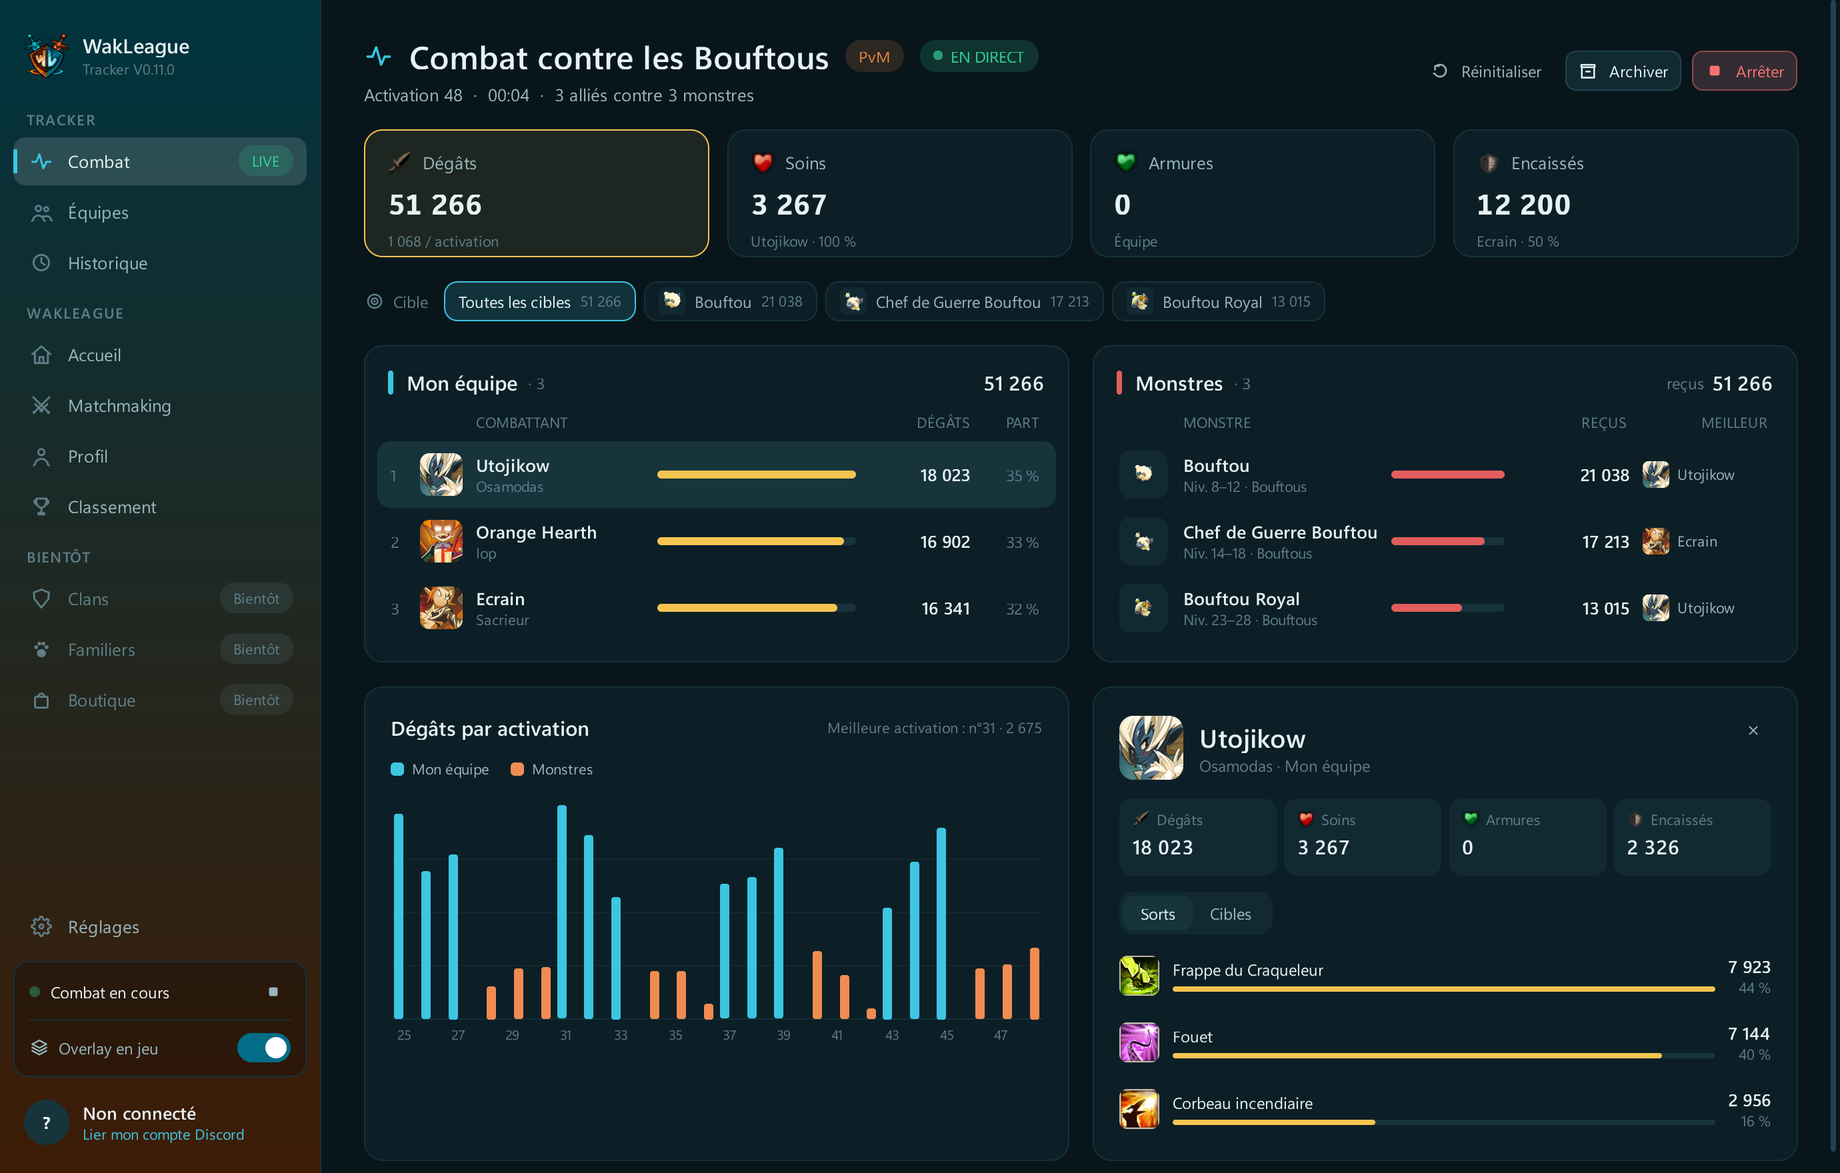 WakLeague
Tracker V0.11.0
TRACKER
Combat LIVE
Équipes
Historique
WAKLEAGUE
Accueil
Matchmaking
Profil
Classement
BIENTÔT
Clans Bientôt
Familiers Bientôt
Boutique Bientôt
Réglages
Combat en cours
Overlay en jeu
? Non connecté
Lier mon compte Discord
Combat contre les Bouftous PvM EN DIRECT
Activation 48 · 00:04 · 3 alliés contre 3 monstres
Réinitialiser Archiver Arrêter
Dégâts
51 266
1 068 / activation
Soins
3 267
Utojikow · 100 %
Armures
0
Équipe
Encaissés
12 200
Ecrain · 50 %
Cible Toutes les cibles 51 266 Bouftou 21 038 Chef de Guerre Bouftou 17 213 Bouftou Royal 13 015
Mon équipe · 3 51 266
COMBATTANT DÉGÂTS PART
1 Utojikow 18 023 35 %
Osamodas
2 Orange Hearth 16 902 33 %
Iop
3 Ecrain 16 341 32 %
Sacrieur
Monstres · 3 reçus 51 266
MONSTRE REÇUS MEILLEUR
Bouftou 21 038 Utojikow
Niv. 8–12 · Bouftous
Chef de Guerre Bouftou 17 213 Ecrain
Niv. 14–18 · Bouftous
Bouftou Royal 13 015 Utojikow
Niv. 23–28 · Bouftous
Dégâts par activation Meilleure activation : n°31 · 2 675
Mon équipe Monstres
25 27 29 31 33 35 37 39 41 43 45 47
Utojikow ×
Osamodas · Mon équipe
Dégâts
18 023
Soins
3 267
Armures
0
Encaissés
2 326
Sorts Cibles
Frappe du Craqueleur 7 923
44 %
Fouet 7 144
40 %
Corbeau incendiaire 2 956
16 %